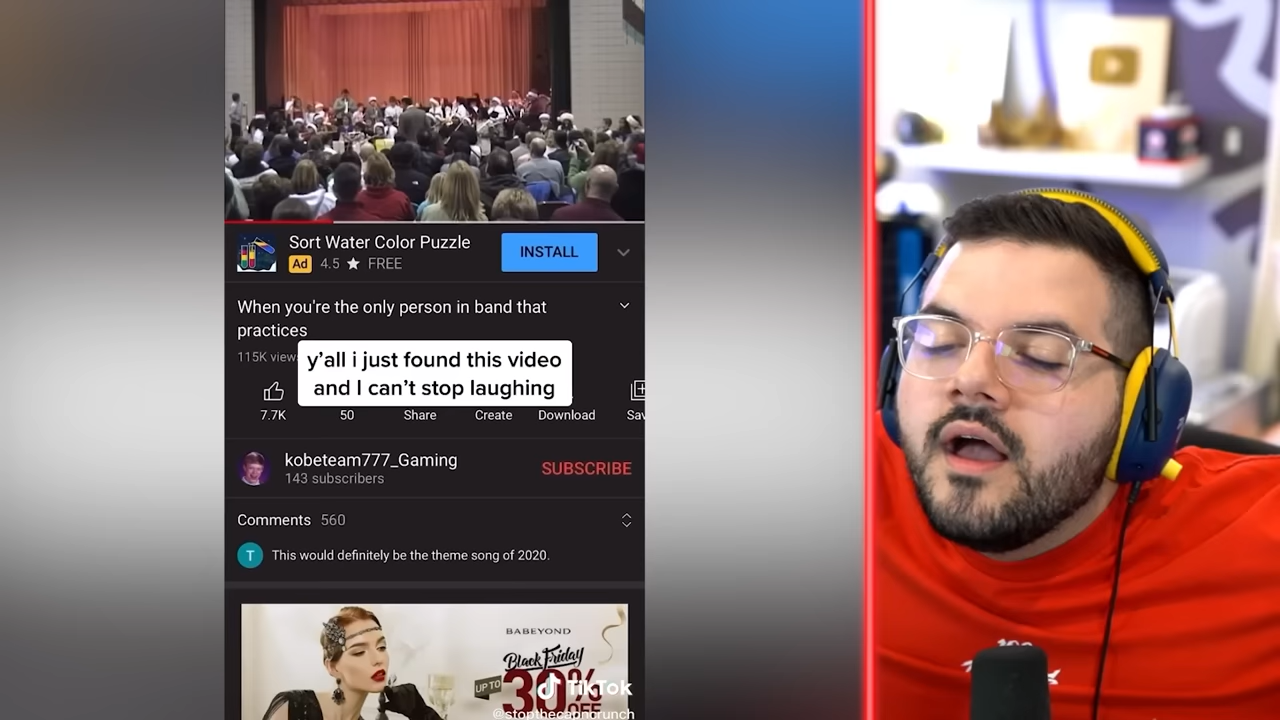 Sort Water Color Puzzle
Ad 4.5 ★ FREE
INSTALL
When you're the only person in band that
practices
115K views
y'all i just found this video
and I can't stop laughing
7.7K
50
Share
Create
Download
Sav
kobeteam777_Gaming
143 subscribers
SUBSCRIBE
Comments 560
T
This would definitely be the theme song of 2020.
BABEYOND
Black Friday
UP TO
30%
OFF
TikTok
@stopthecapncrunch